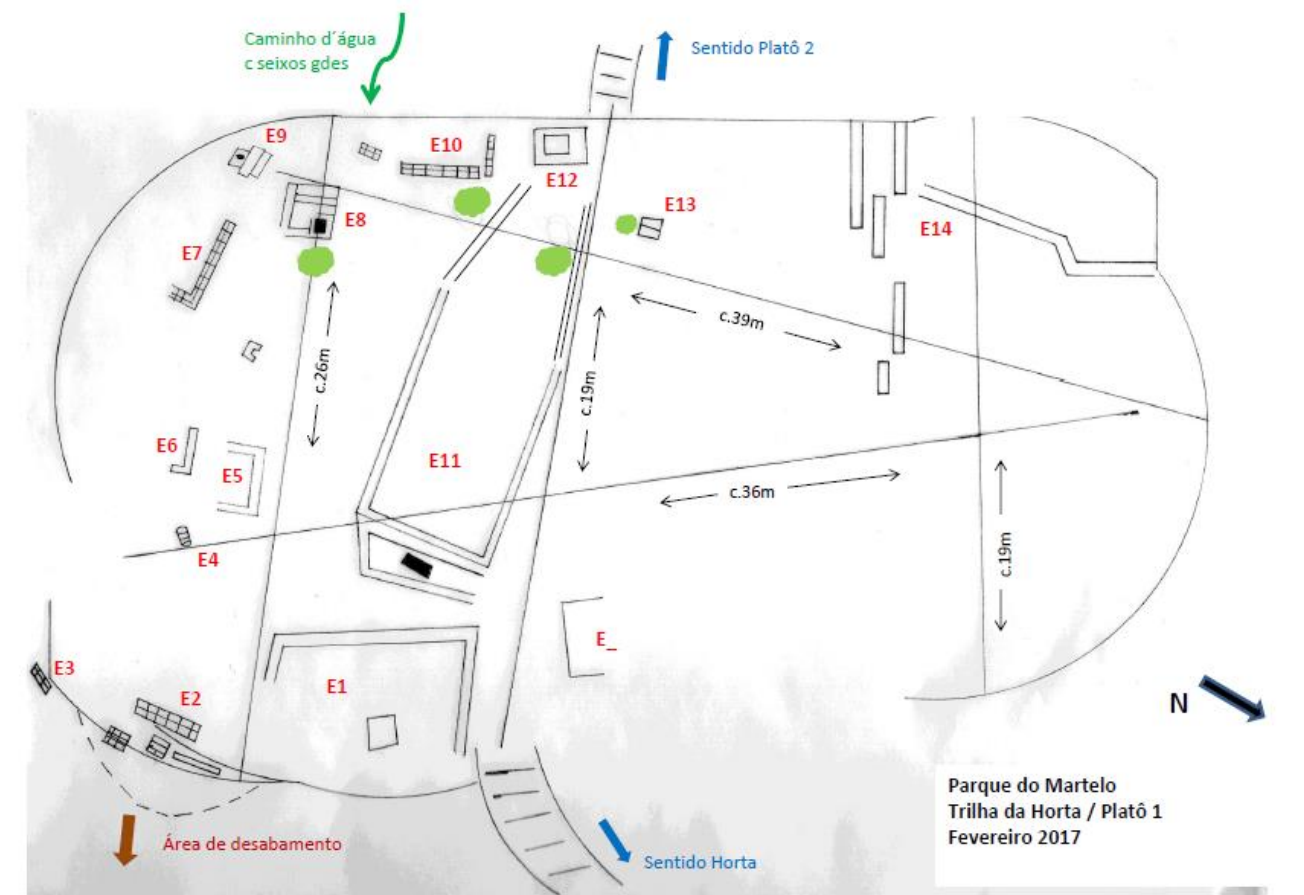 Caminho d´água
c seixos gdes
Sentido Platô 2
E9
E10
E12
E13
E8
E14
E7
c.39m
c.26m
c.19m
E6
E5
E11
c.36m
E4
c.19m
E_
E3
E2
E1
N
Parque do Martelo
Trilha da Horta / Platô 1
Fevereiro 2017
Área de desabamento
Sentido Horta